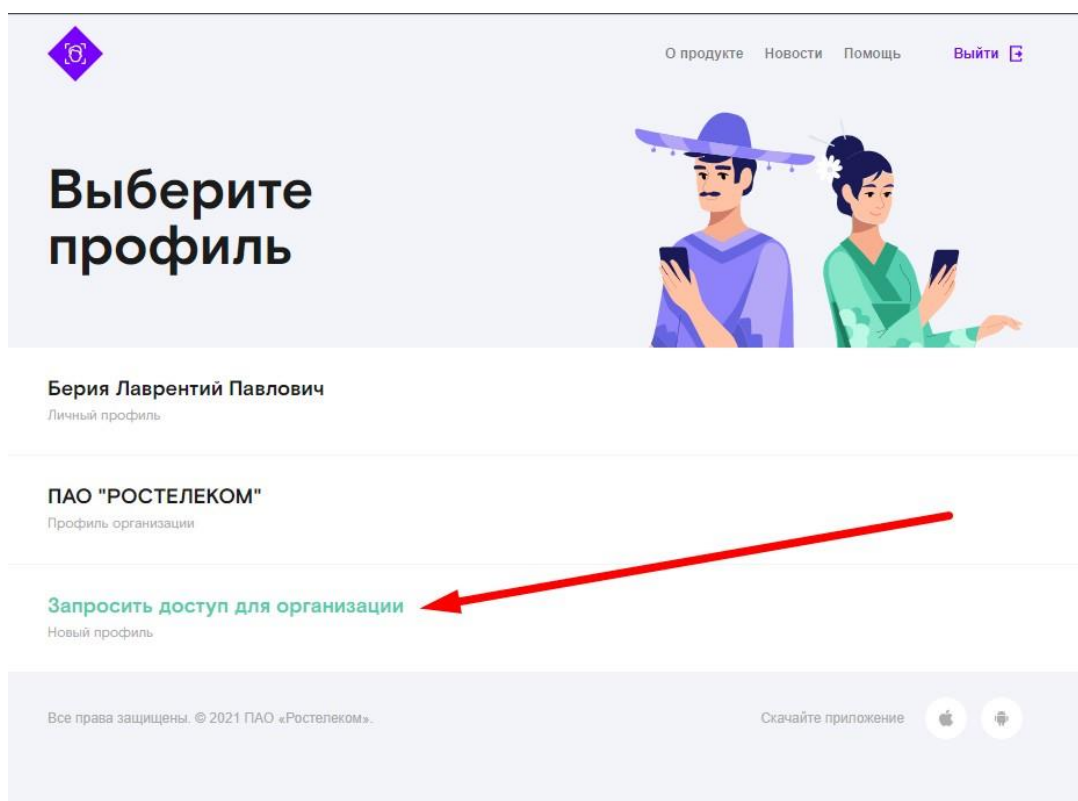 О продукте Новости Помощь Выйти
Выберите
профиль
Берия Лаврентий Павлович
Личный профиль
ПАО "РОСТЕЛЕКОМ"
Профиль организации
Запросить доступ для организации
Новый профиль
Все права защищены. © 2021 ПАО «Ростелеком». Скачайте приложение